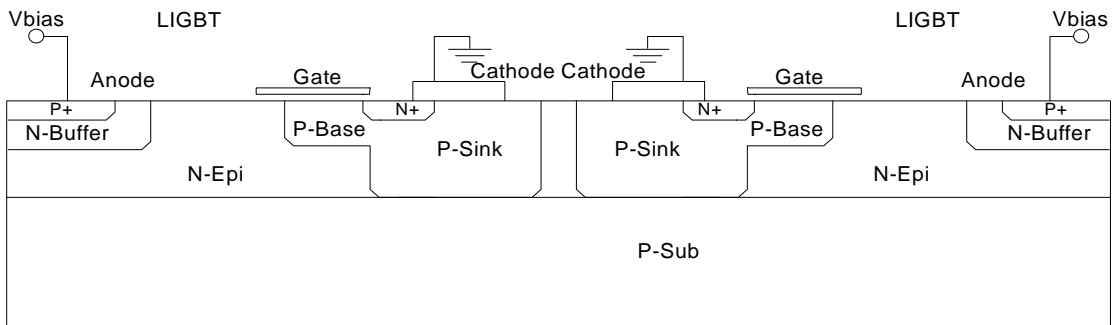 Vbias LIGBT LIGBT Vbias
Anode Gate Cathode Cathode Gate Anode
P+ N+ N+ P+
N-Buffer P-Base P-Base N-Buffer
P-Sink P-Sink
N-Epi N-Epi
P-Sub